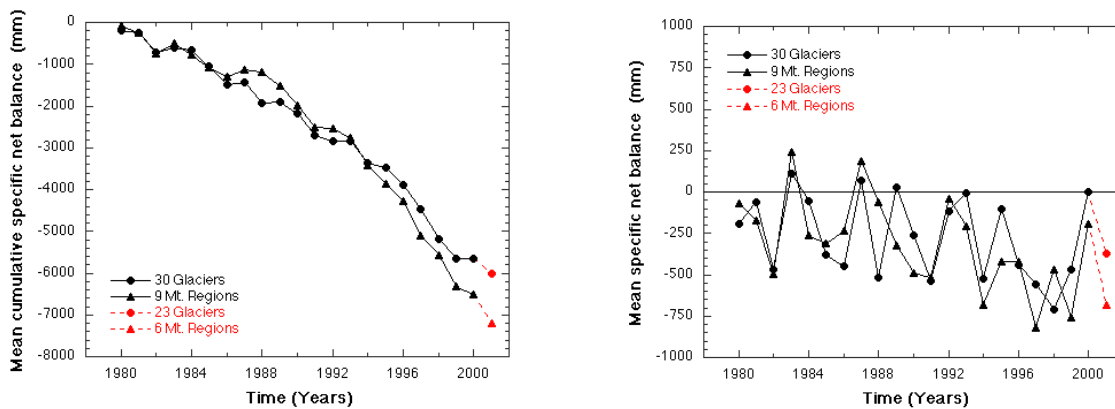 0
-1000
-2000
-3000
-4000
-5000
-6000
-7000
-8000
Mean cumulative specific net balance (mm)
30 Glaciers
9 Mt. Regions
23 Glaciers
6 Mt. Regions
1980 1984 1988 1992 1996 2000
Time (Years)
1000
750
500
250
0
-250
-500
-750
-1000
Mean specific net balance (mm)
30 Glaciers
9 Mt. Regions
23 Glaciers
6 Mt. Regions
1980 1984 1988 1992 1996 2000
Time (Years)